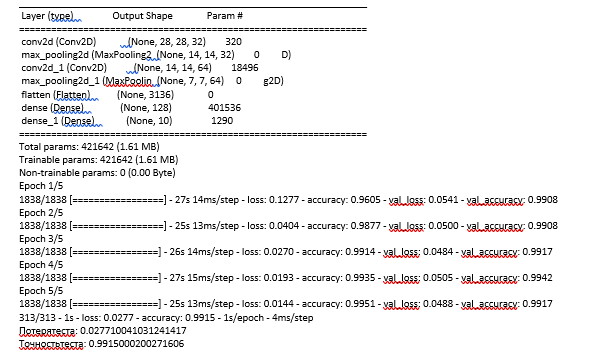 Layer (type) Output Shape Param #
=================================================================
conv2d (Conv2D) (None, 28, 28, 32) 320
max_pooling2d (MaxPooling2 (None, 14, 14, 32) 0 D)
conv2d_1 (Conv2D) (None, 14, 14, 64) 18496
max_pooling2d_1 (MaxPoolin (None, 7, 7, 64) 0 g2D)
flatten (Flatten) (None, 3136) 0
dense (Dense) (None, 128) 401536
dense_1 (Dense) (None, 10) 1290
=================================================================
Total params: 421642 (1.61 MB)
Trainable params: 421642 (1.61 MB)
Non-trainable params: 0 (0.00 Byte)
Epoch 1/5
1838/1838 [=================] - 27s 14ms/step - loss: 0.1277 - accuracy: 0.9605 - val_loss: 0.0541 - val_accuracy: 0.9908
Epoch 2/5
1838/1838 [================] - 25s 13ms/step - loss: 0.0404 - accuracy: 0.9877 - val_loss: 0.0500 - val_accuracy: 0.9908
Epoch 3/5
1838/1838 [================] - 26s 14ms/step - loss: 0.0270 - accuracy: 0.9914 - val_loss: 0.0484 - val_accuracy: 0.9917
Epoch 4/5
1838/1838 [================] - 27s 15ms/step - loss: 0.0193 - accuracy: 0.9935 - val_loss: 0.0505 - val_accuracy: 0.9942
Epoch 5/5
1838/1838 [================] - 25s 13ms/step - loss: 0.0144 - accuracy: 0.9951 - val_loss: 0.0488 - val_accuracy: 0.9917
313/313 - 1s - loss: 0.0277 - accuracy: 0.9915 - 1s/epoch - 4ms/step
Потерятеста: 0.027710041031241417
Точностьтеста: 0.9915000200271606